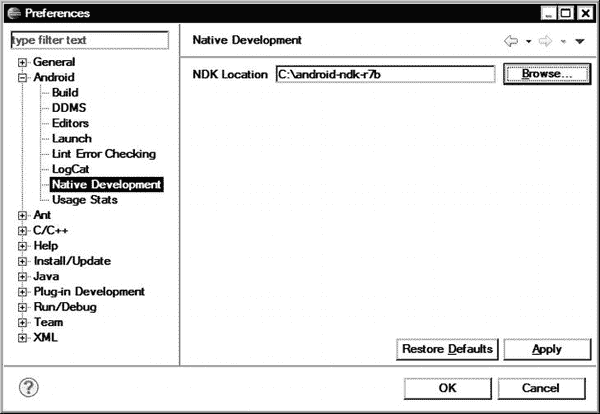 Preferences
type filter text
General
Android
Build
DDMS
Editors
Launch
Lint Error Checking
LogCat
Native Development
Usage Stats
Ant
C/C++
Help
Install/Update
Java
Plug-in Development
Run/Debug
Team
XML
Native Development
NDK Location C:\android-ndk-r7b Browse...
Restore Defaults Apply
? OK Cancel